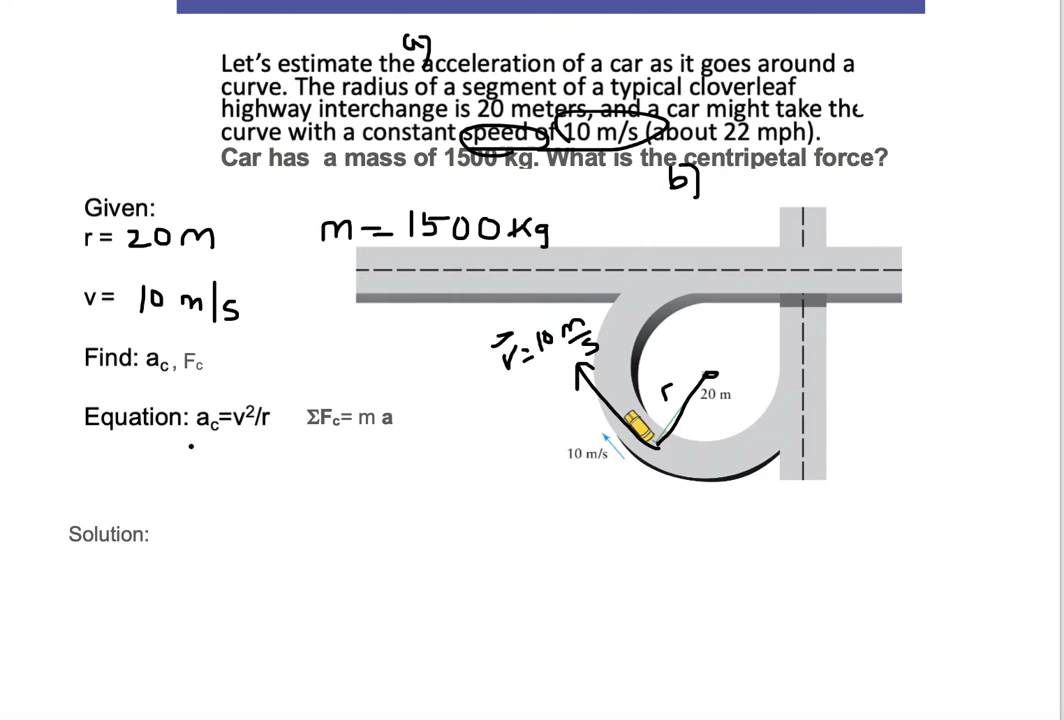 a)
Let's estimate the acceleration of a car as it goes around a
curve. The radius of a segment of a typical cloverleaf
highway interchange is 20 meters, and a car might take the
curve with a constant speed of 10 m/s (about 22 mph).
Car has a mass of 1500 kg. What is the centripetal force?
b)
Given:
r = 20 m
m = 1500 Kg
v = 10 m/s
v = 10 m/s
Find: ac, Fc
r
20 m
Equation: ac=v²/r ΣFc= m a
10 m/s
Solution: